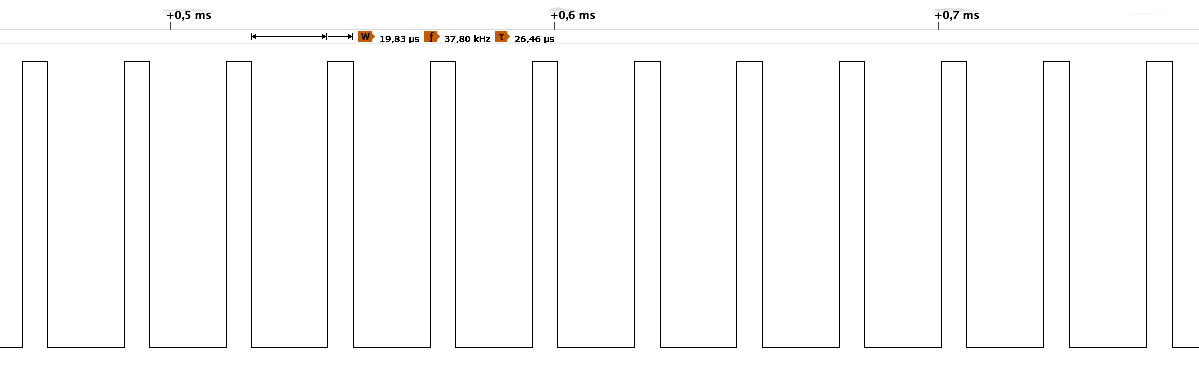 +0,5 ms +0,6 ms +0,7 ms
W 19,83 µs f 37,80 kHz τ 26,46 µs